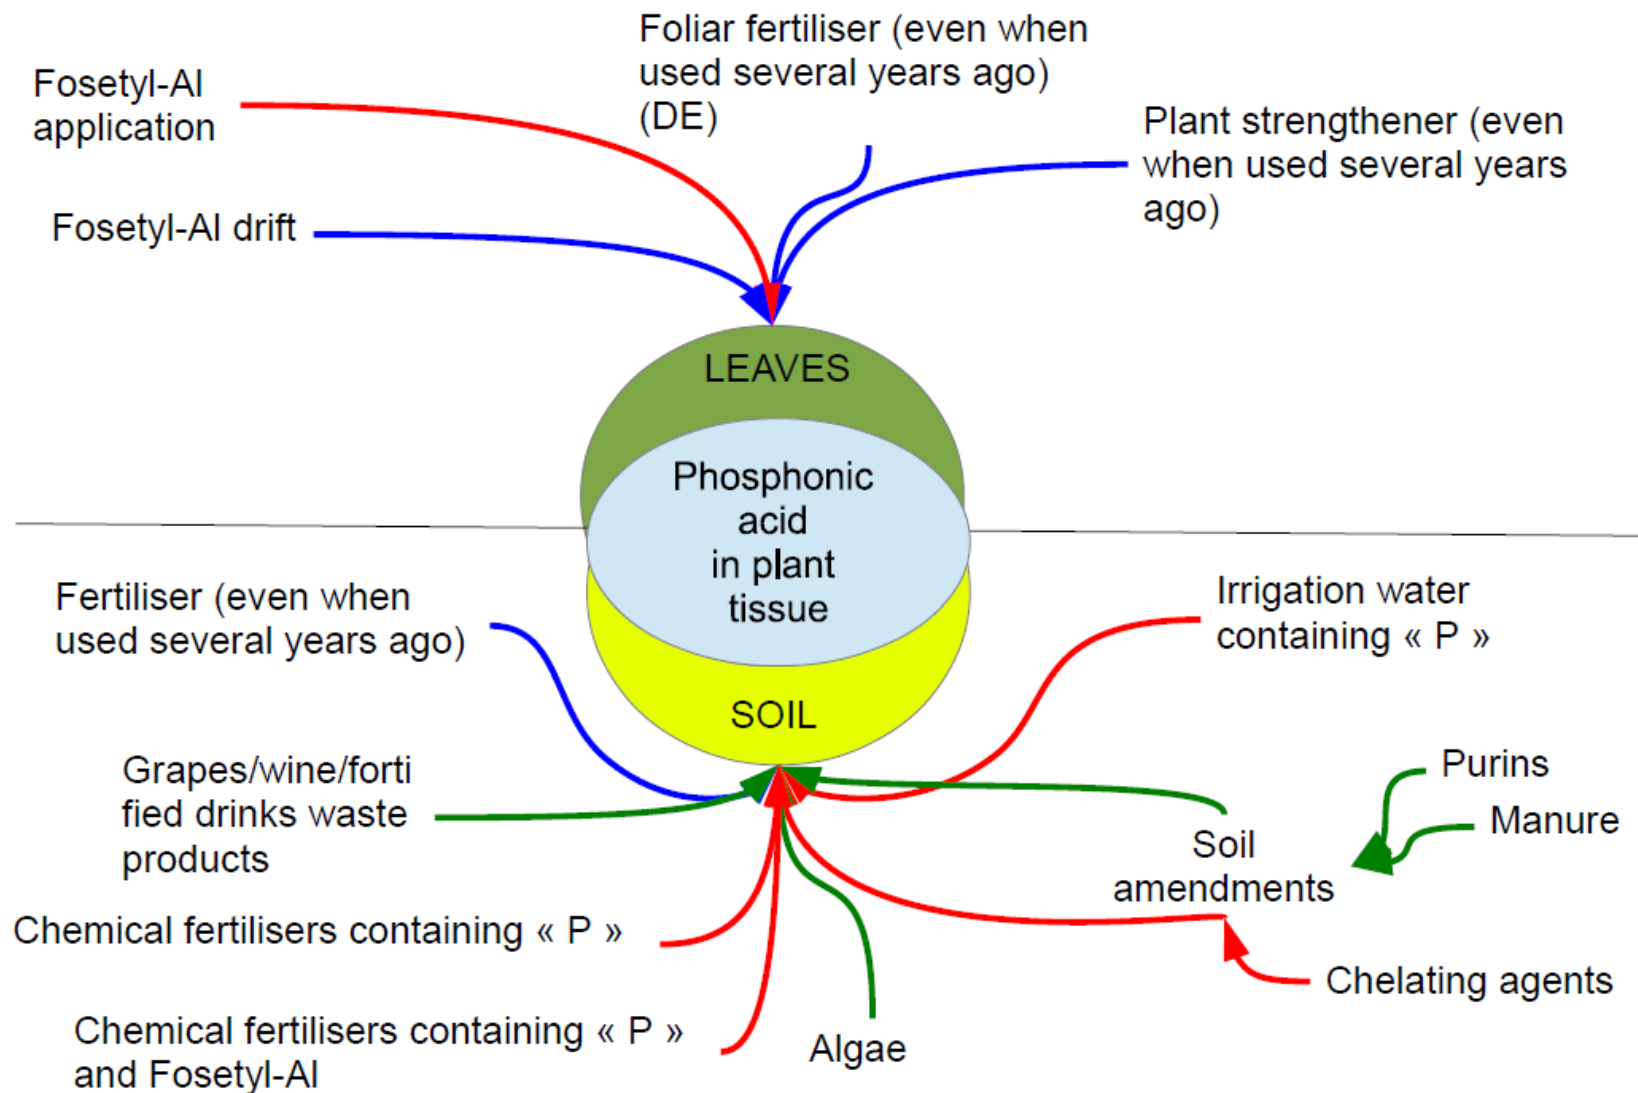 Foliar fertiliser (even when
used several years ago)
(DE)
Fosetyl-Al
application
Plant strengthener (even
when used several years
ago)
Fosetyl-Al drift
LEAVES
Phosphonic
acid
in plant
tissue
Fertiliser (even when
used several years ago)
Irrigation water
containing « P »
SOIL
Grapes/wine/forti
fied drinks waste
products
Purins
Manure
Soil
amendments
Chemical fertilisers containing « P »
Chelating agents
Chemical fertilisers containing « P »
and Fosetyl-Al
Algae